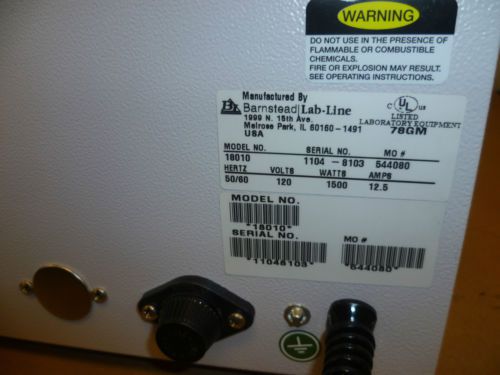 WARNING
DO NOT USE IN THE PRESENCE OF
FLAMMABLE OR COMBUSTIBLE
CHEMICALS.
FIRE OR EXPLOSION MAY RESULT.
SEE OPERATING INSTRUCTIONS.
Manufactured By
Barnstead|Lab-Line
1999 N. 15th Ave.
Melrose Park, IL 60160-1491
USA
C UL US
LISTED
LABORATORY EQUIPMENT
78GM
MODEL NO. SERIAL NO. MO #
18010 1104-8103 544080
HERTZ VOLTS WATTS AMPS
50/60 120 1500 12.5
MODEL NO.
*18010*
SERIAL NO. MO #
*11048103* *544080*